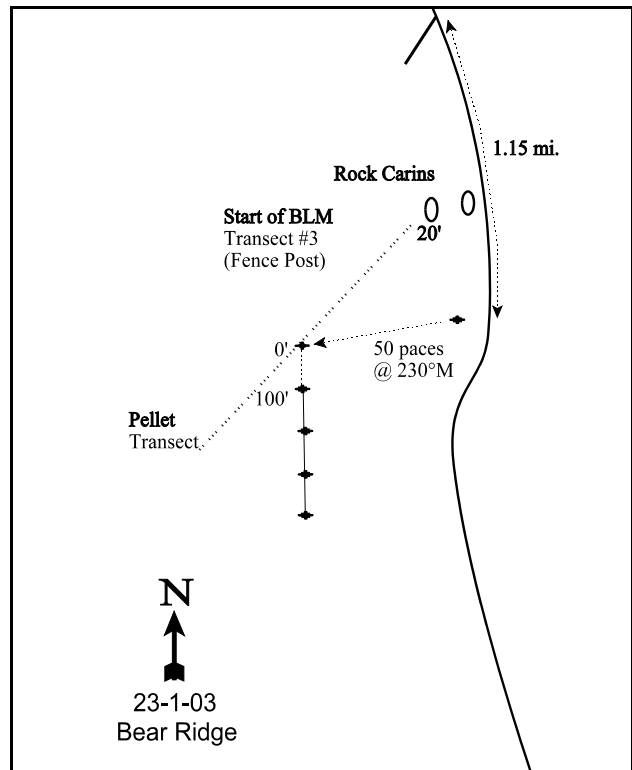 1.15 mi.
Rock Carins
Start of BLM
Transect #3
(Fence Post)
20'
0'
50 paces
@ 230°M
100'
Pellet
Transect
N
23-1-03
Bear Ridge